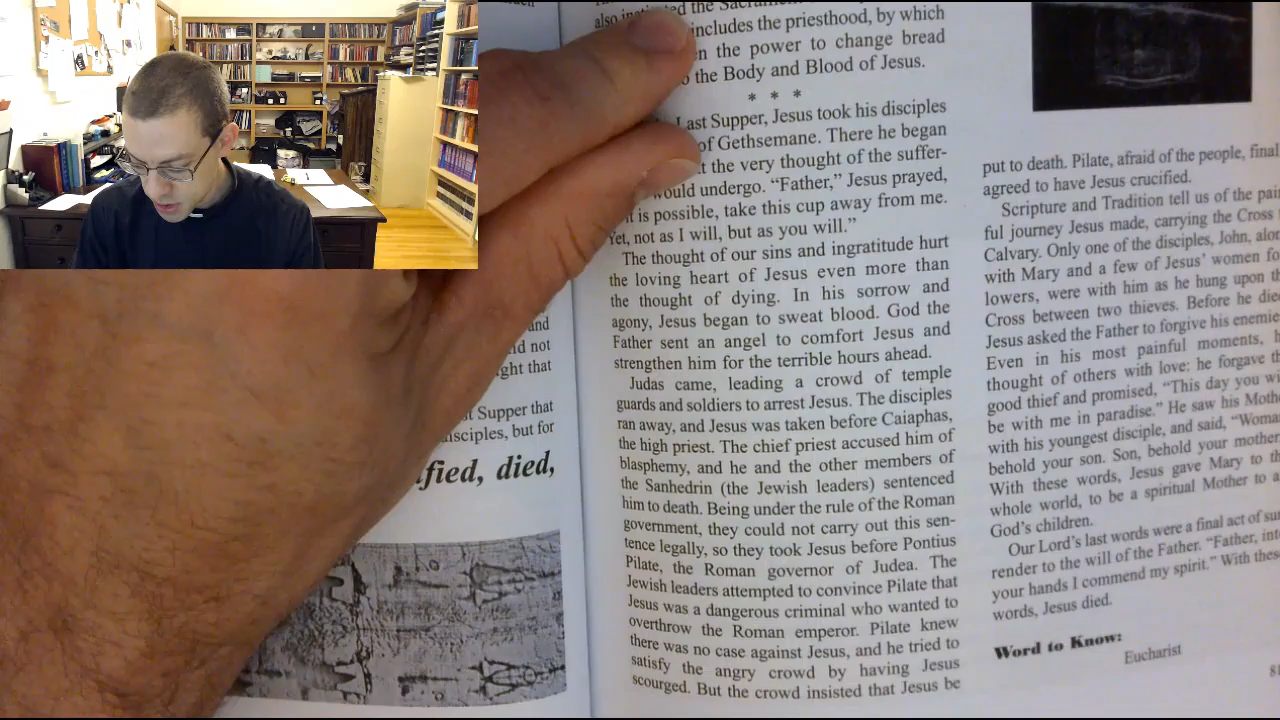 and
ld not
ght that
t Supper that
disciples, but for
fied, died,
also the
includes the priesthood, by which
the power to change bread
the Body and Blood of Jesus.
* * *
Last Supper, Jesus took his disciples
of Gethsemane. There he began
the very thought of the suffer-
would undergo. “Father,” Jesus prayed,
it is possible, take this cup away from me.
Yet, not as I will, but as you will.”
The thought of our sins and ingratitude hurt
the loving heart of Jesus even more than
the thought of dying. In his sorrow and
agony, Jesus began to sweat blood. God the
Father sent an angel to comfort Jesus and
strengthen him for the terrible hours ahead.
Judas came, leading a crowd of temple
guards and soldiers to arrest Jesus. The disciples
ran away, and Jesus was taken before Caiaphas,
the high priest. The chief priest accused him of
blasphemy, and he and the other members of
the Sanhedrin (the Jewish leaders) sentenced
him to death. Being under the rule of the Roman
government, they could not carry out this sen-
tence legally, so they took Jesus before Pontius
Pilate, the Roman governor of Judea. The
Jewish leaders attempted to convince Pilate that
Jesus was a dangerous criminal who wanted to
overthrow the Roman emperor. Pilate knew
there was no case against Jesus, and he tried to
satisfy the angry crowd by having Jesus
scourged. But the crowd insisted that Jesus be
put to death. Pilate, afraid of the people, final
agreed to have Jesus crucified.
Scripture and Tradition tell us of the pain
ful journey Jesus made, carrying the Cross
Calvary. Only one of the disciples, John, alon
with Mary and a few of Jesus’ women fo
lowers, were with him as he hung upon th
Cross between two thieves. Before he died
Jesus asked the Father to forgive his enemie
Even in his most painful moments, h
thought of others with love: he forgave th
good thief and promised, “This day you wi
be with me in paradise.” He saw his Mothe
with his youngest disciple, and said, “Woma
behold your son. Son, behold your mother
With these words, Jesus gave Mary to th
whole world, to be a spiritual Mother to a
God’s children.
Our Lord’s last words were a final act of sur
render to the will of the Father. “Father, into
your hands I commend my spirit.” With these
words, Jesus died.
Word to Know:
Eucharist